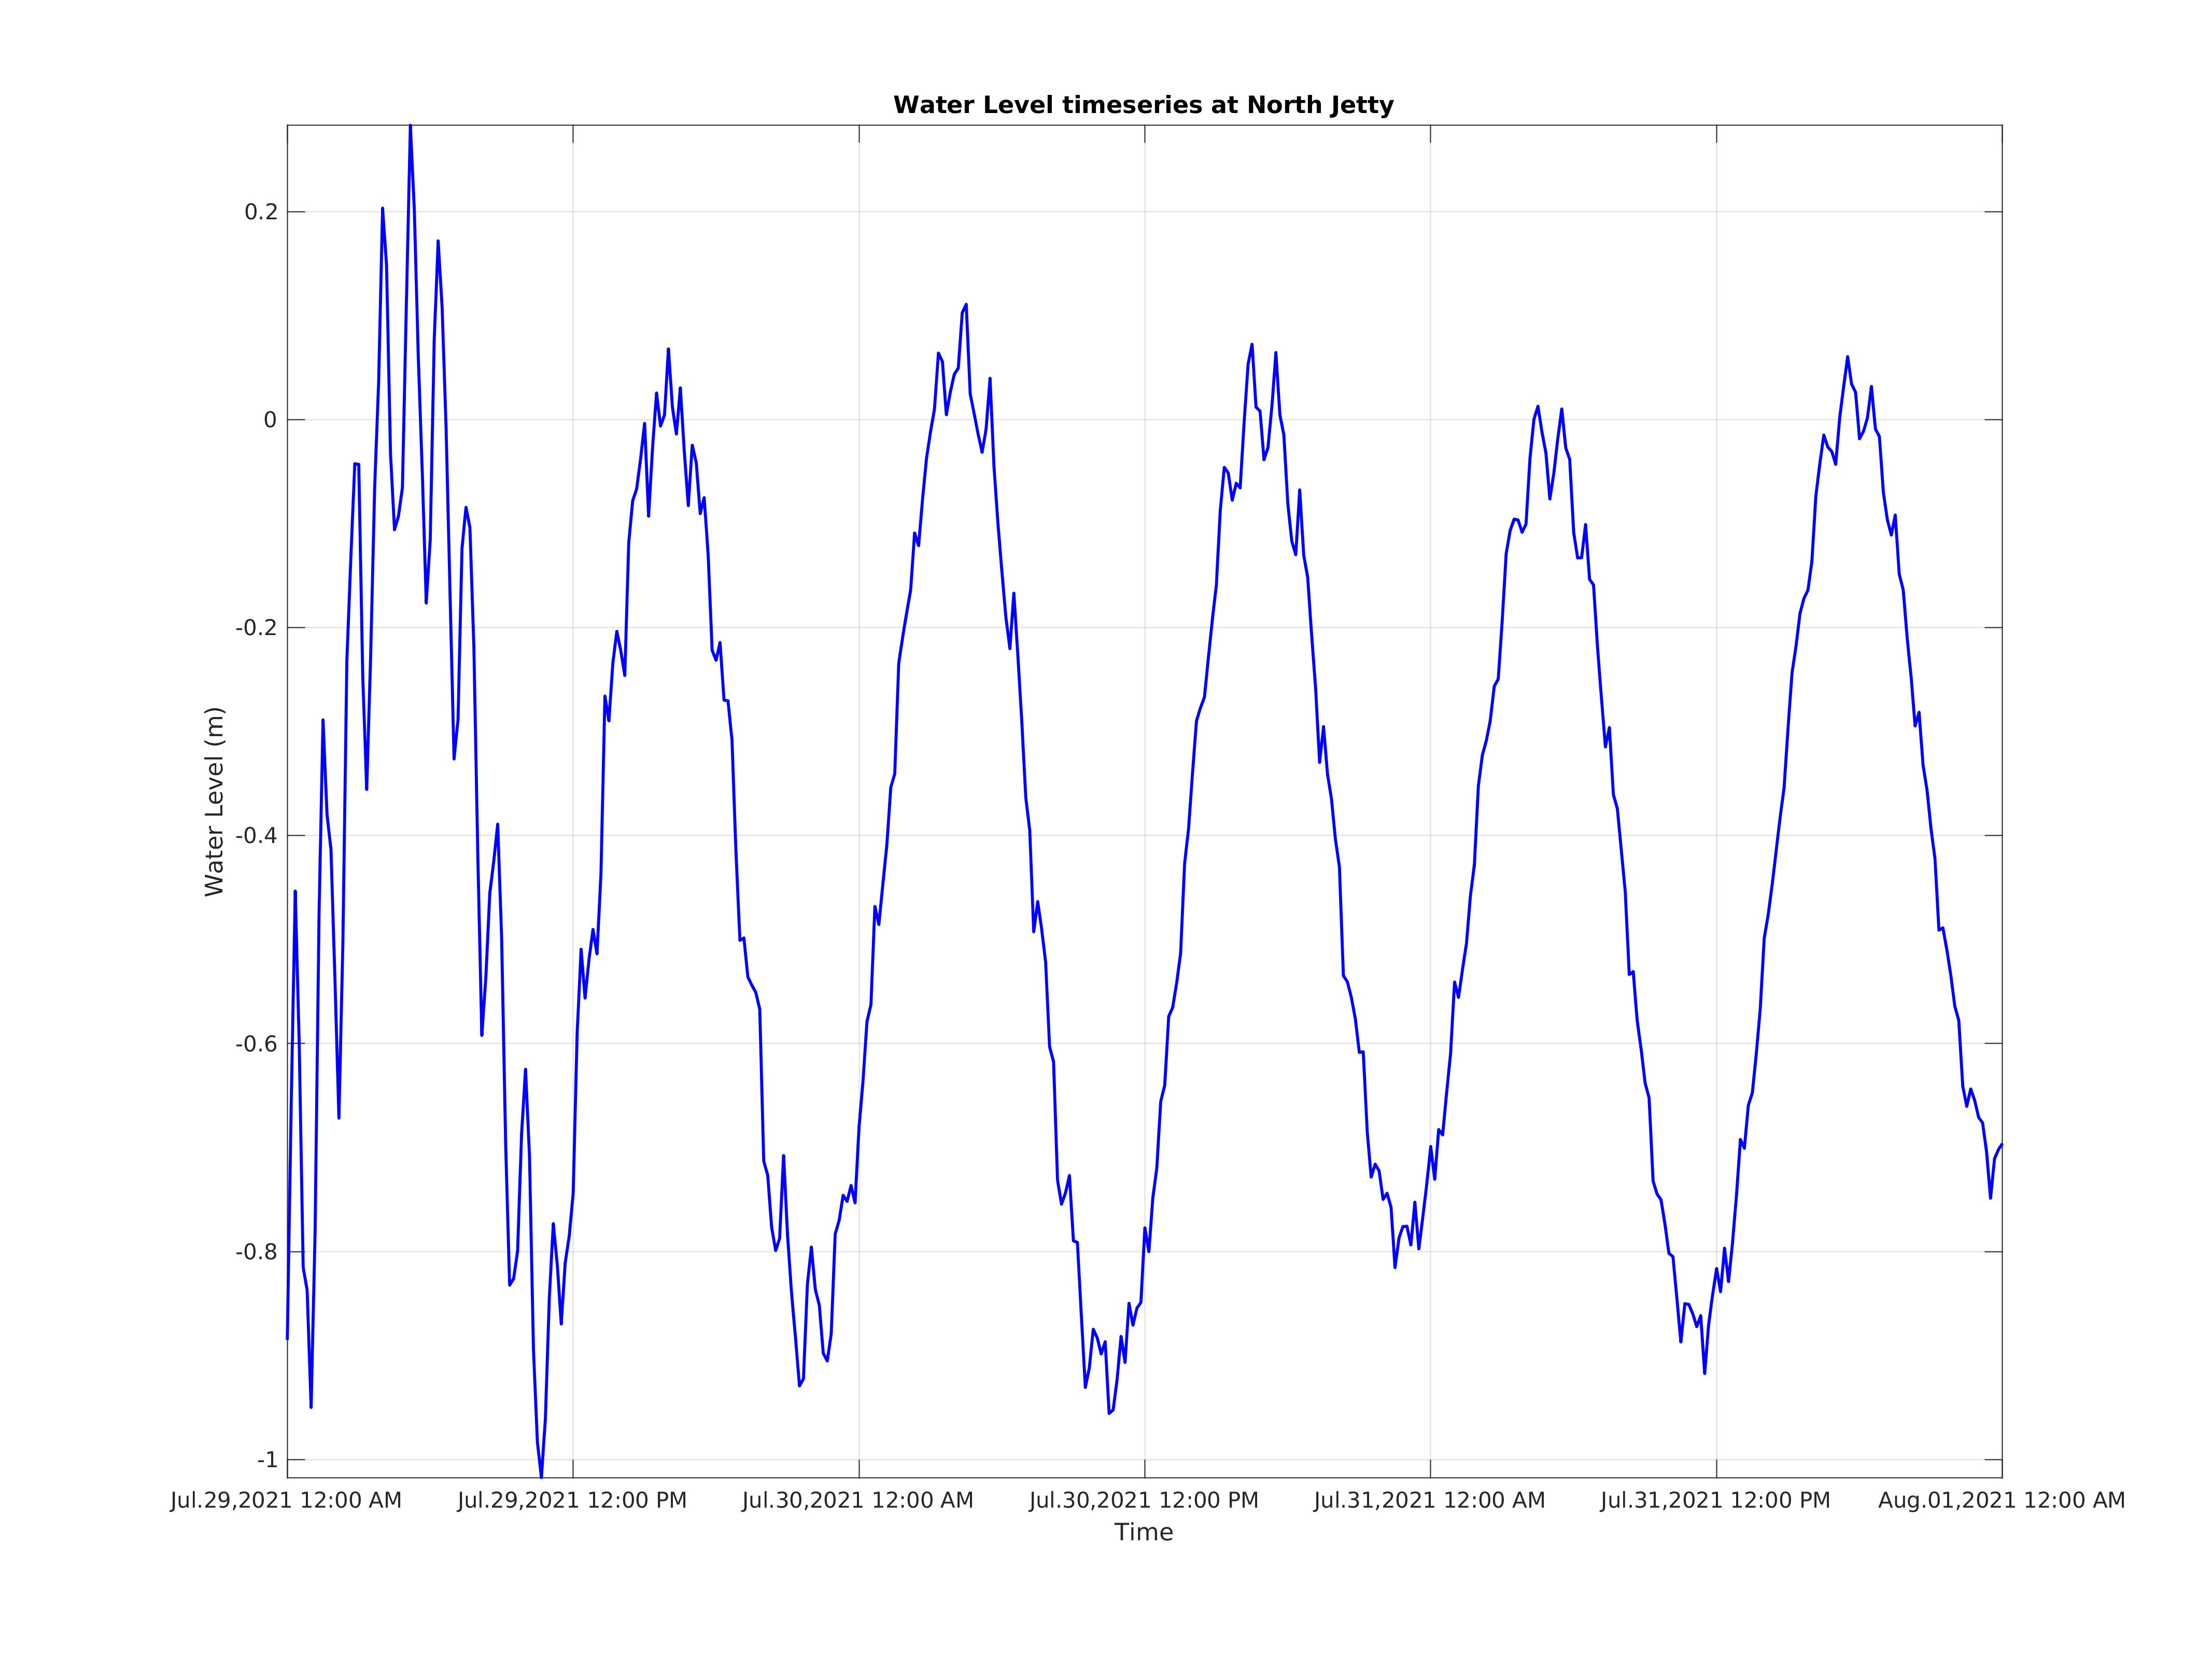 Water Level timeseries at North Jetty
0.2
0
-0.2
-0.4
-0.6
-0.8
-1
Water Level (m)
Jul.29,2021 12:00 AM Jul.29,2021 12:00 PM Jul.30,2021 12:00 AM Jul.30,2021 12:00 PM Jul.31,2021 12:00 AM Jul.31,2021 12:00 PM Aug.01,2021 12:00 AM
Time